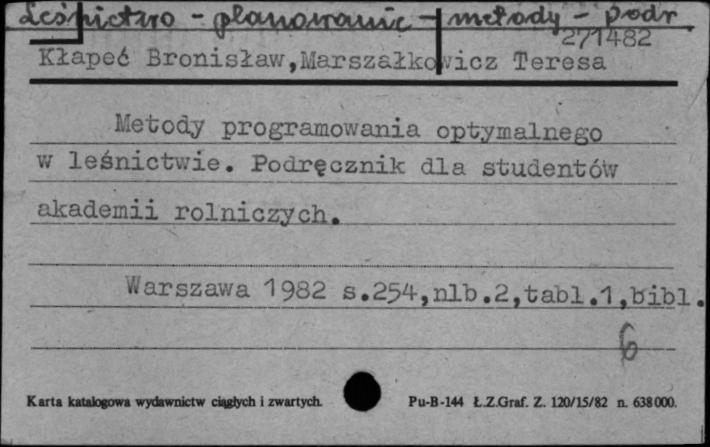 Leśnictwo - planowanie - metody - podr.
271482
Kłapeć Bronisław,Marszałkowicz Teresa
Metody programowania optymalnego
w leśnictwie. Podręcznik dla studentów
akademii rolniczych.
Warszawa 1982 s.254,nlb.2,tabl.1,bibl.
6
Karta katalogowa wydawnictw ciągłych i zwartych. Pu-B-144 Ł.Z.Graf. Z. 120/15/82 n. 638000.